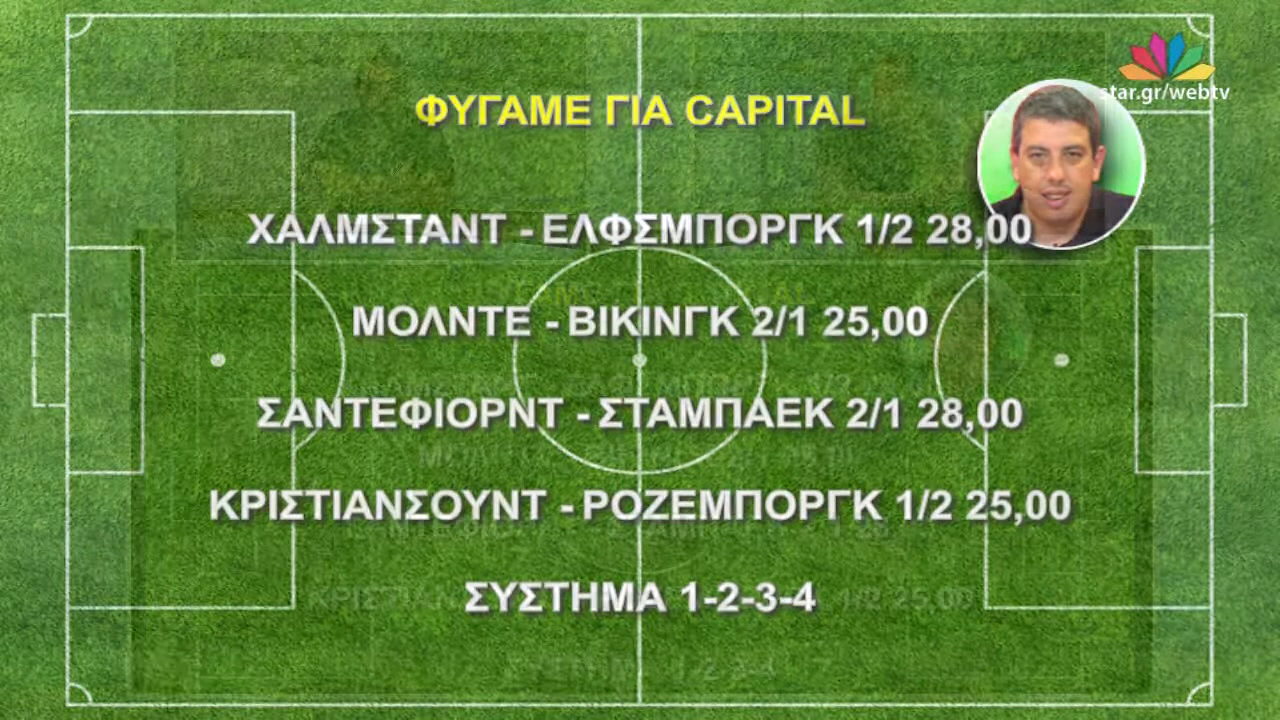 star.gr/webtv
ΦΥΓΑΜΕ ΓΙΑ CAPITAL
ΧΑΛΜΣΤΑΝΤ - ΕΛΦΣΜΠΟΡΓΚ 1/2 28,00
ΜΟΛΝΤΕ - ΒΙΚΙΝΓΚ 2/1 25,00
ΣΑΝΤΕΦΙΟΡΝΤ - ΣΤΑΜΠΑΕΚ 2/1 28,00
ΚΡΙΣΤΙΑΝΣΟΥΝΤ - ΡΟΖΕΜΠΟΡΓΚ 1/2 25,00
ΣΥΣΤΗΜΑ 1-2-3-4